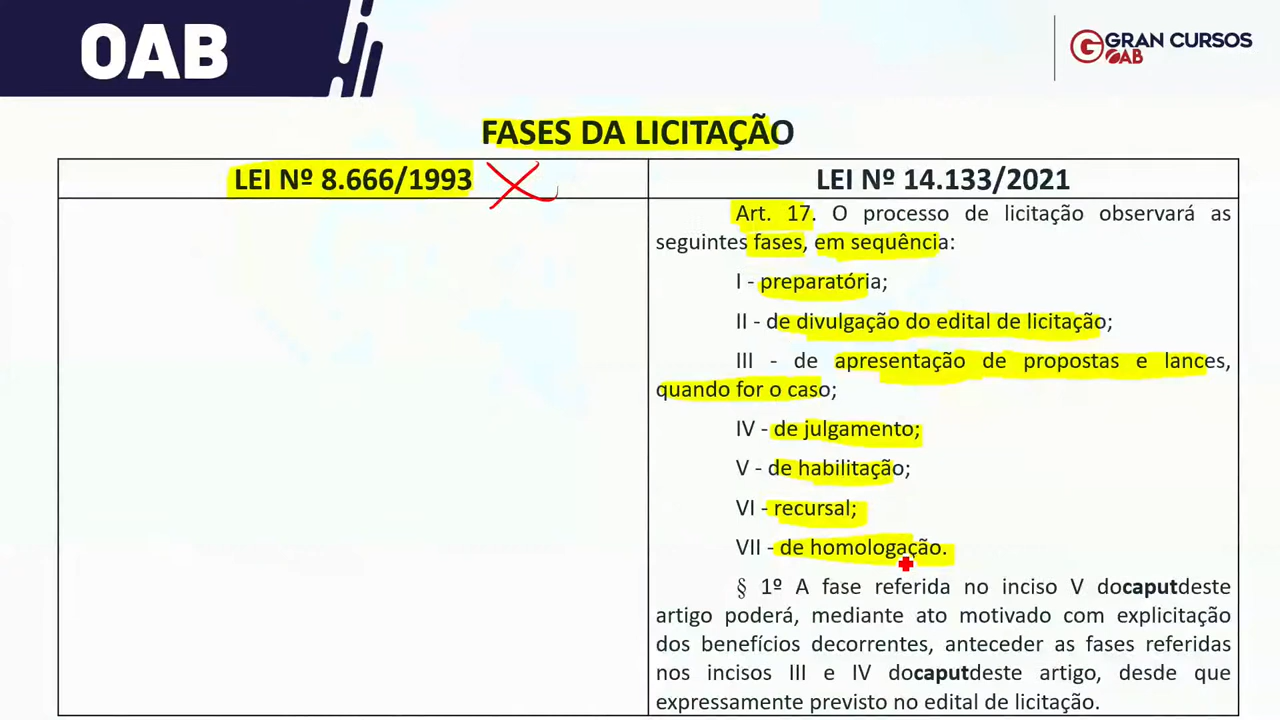 OAB
GRAN CURSOS
OAB
FASES DA LICITAÇÃO
LEI Nº 8.666/1993
LEI Nº 14.133/2021
Art. 17. O processo de licitação observará as
seguintes fases, em sequência:
I - preparatória;
II - de divulgação do edital de licitação;
III - de apresentação de propostas e lances,
quando for o caso;
IV - de julgamento;
V - de habilitação;
VI - recursal;
VII - de homologação.
§ 1º A fase referida no inciso V docaputdeste
artigo poderá, mediante ato motivado com explicitação
dos benefícios decorrentes, anteceder as fases referidas
nos incisos III e IV docaputdeste artigo, desde que
expressamente previsto no edital de licitação.